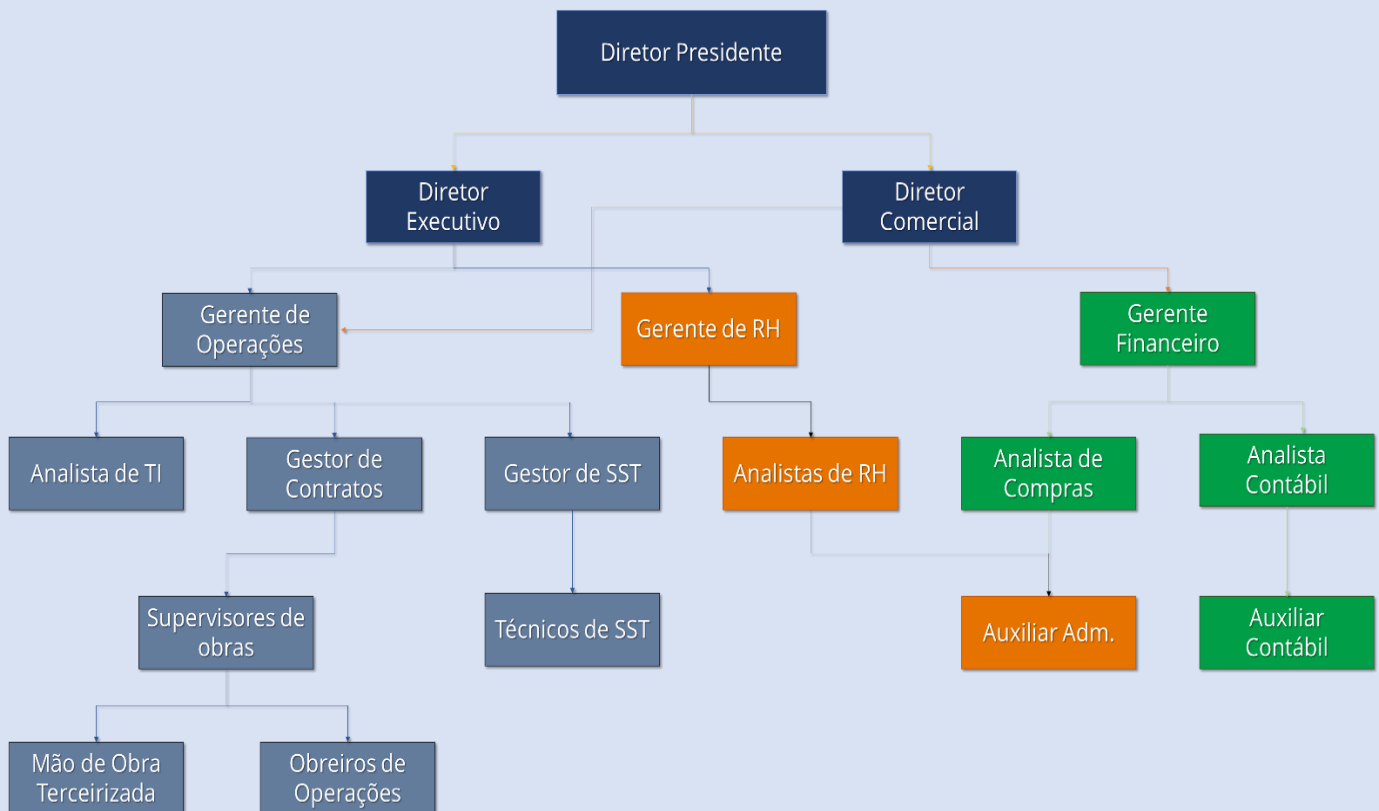 Diretor Presidente
Diretor
Executivo
Diretor
Comercial
Gerente de
Operações
Gerente de RH
Gerente
Financeiro
Analista de TI
Gestor de
Contratos
Gestor de SST
Analistas de RH
Analista de
Compras
Analista
Contábil
Supervisores de
obras
Técnicos de SST
Auxiliar Adm.
Auxiliar
Contábil
Mão de Obra
Terceirizada
Obreiros de
Operações